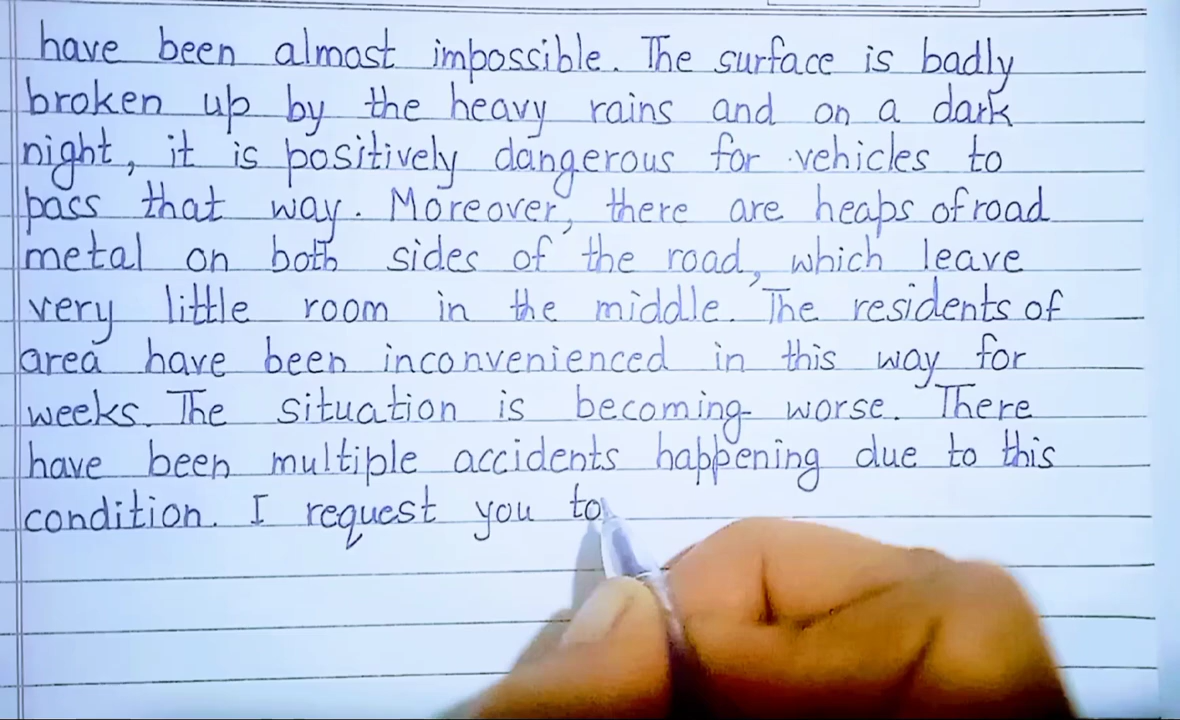 have been almost impossible. The surface is badly
broken up by the heavy rains and on a dark
night, it is positively dangerous for vehicles to
pass that way. Moreover, there are heaps of road
metal on both sides of the road, which leave
very little room in the middle. The residents of
area have been inconvenienced in this way for
weeks. The situation is becoming worse. There
have been multiple accidents happening due to this
condition. I request you to